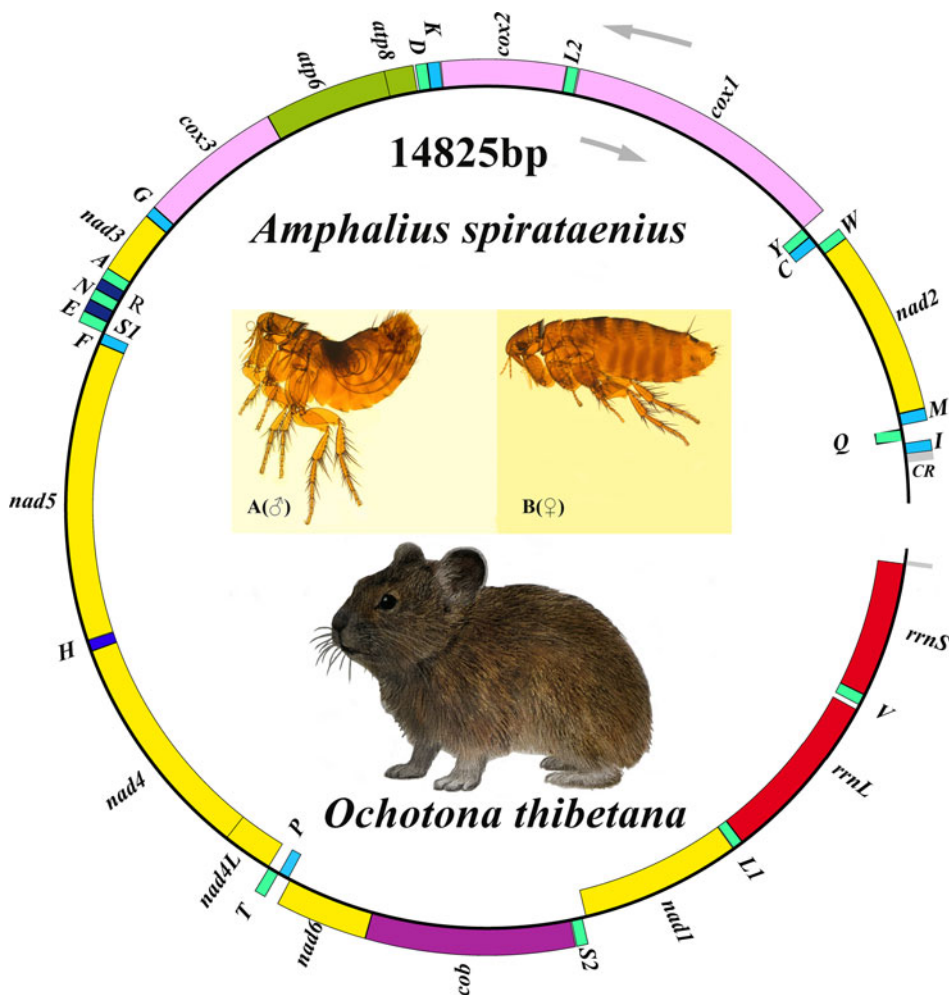 cox2
L2
cox1
K
D
atp8
atp6
cox3
G
nad3
A
N
R
E
F
S1
nad5
H
nad4
nad4L
T
P
nad6
cob
S2
nad1
L1
rrnL
V
rrnS
CR
I
Q
M
nad2
W
Y
C
14825bp
Amphalius spirataenius
A(♂)
B(♀)
Ochotona thibetana